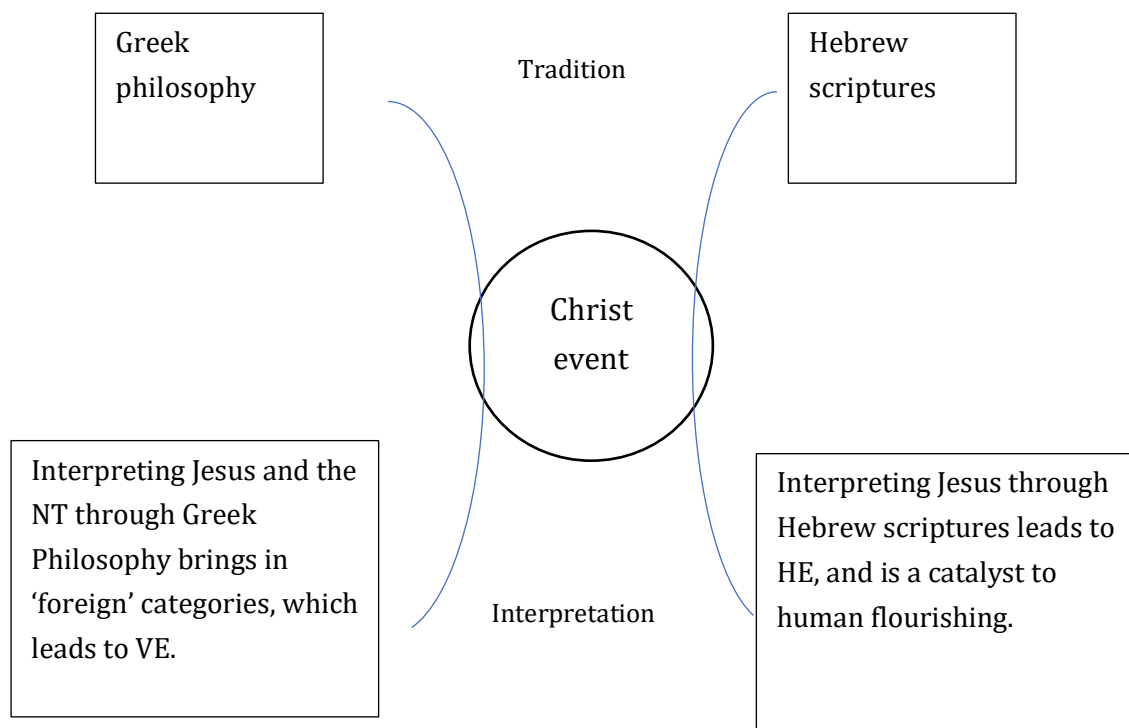 Greek
philosophy
Tradition
Hebrew
scriptures
Christ
event
Interpreting Jesus and the
NT through Greek
Philosophy brings in
‘foreign’ categories, which
leads to VE.
Interpretation
Interpreting Jesus through
Hebrew scriptures leads to
HE, and is a catalyst to
human flourishing.